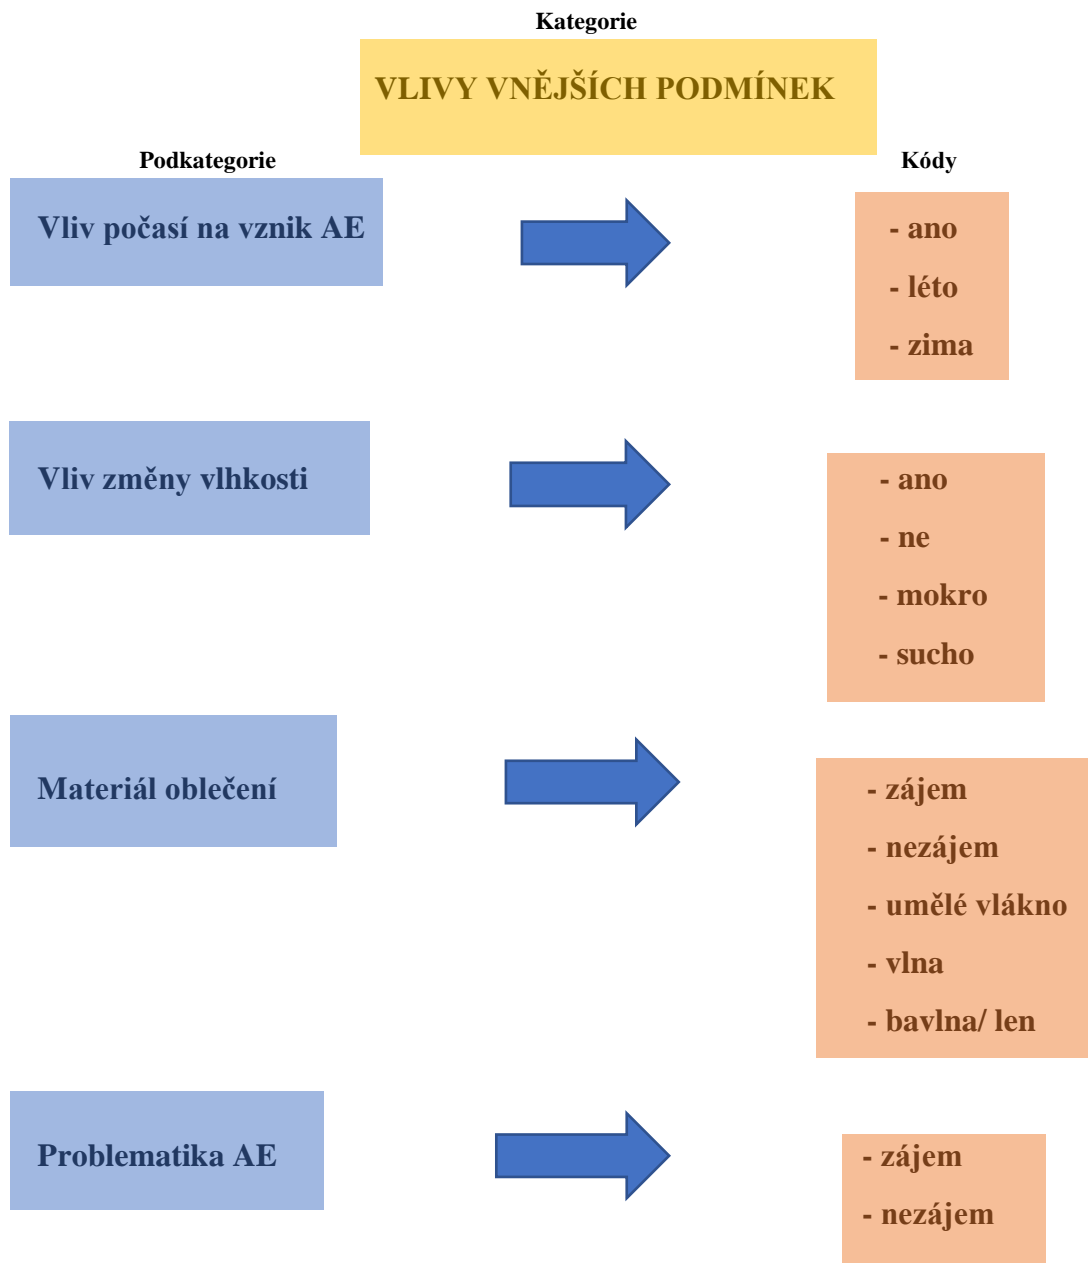 Kategorie
VLIVY VNĚJŠÍCH PODMÍNEK
Podkategorie
Kódy
Vliv počasí na vznik AE
- ano
- léto
- zima
Vliv změny vlhkosti
- ano
- ne
- mokro
- sucho
Materiál oblečení
- zájem
- nezájem
- umělé vlákno
- vlna
- bavlna/ len
Problematika AE
- zájem
- nezájem